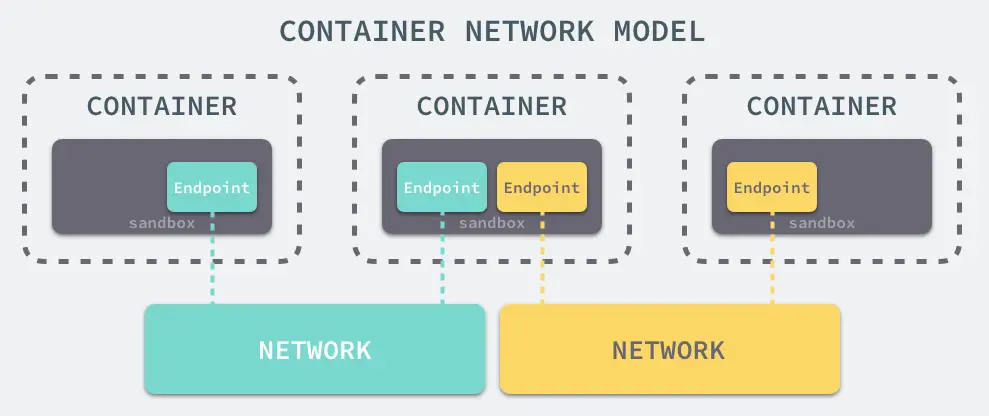 CONTAINER NETWORK MODEL
CONTAINER
CONTAINER
CONTAINER
Endpoint
Endpoint
Endpoint
Endpoint
sandbox
sandbox
sandbox
NETWORK
NETWORK